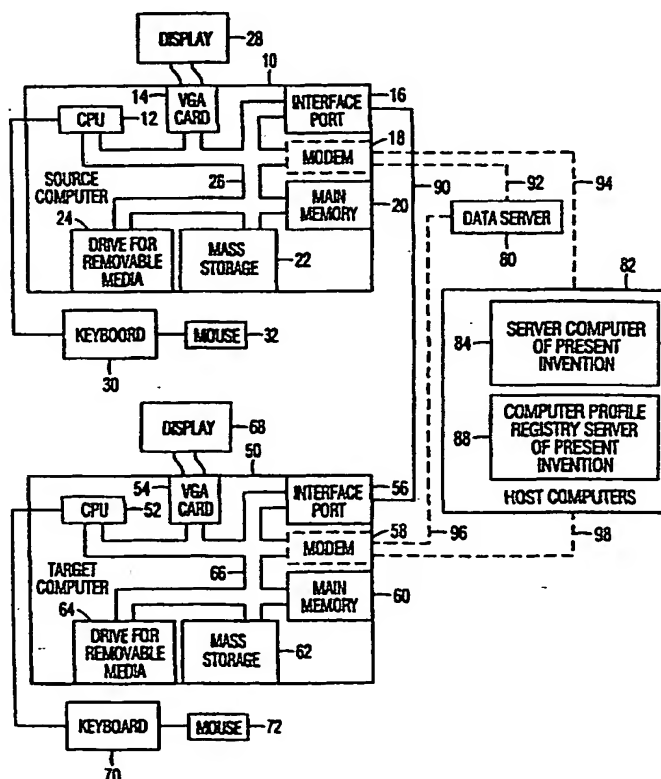 DISPLAY
28
10
14
VGA
CARD
INTERFACE
PORT
16
CPU
12
18
MODEM
SOURCE
COMPUTER
26
90
92
94
24
MAIN
MEMORY
20
DATA SERVER
80
DRIVE FOR
REMOVABLE
MEDIA
MASS
STORAGE
22
82
KEYBOORD
MOUSE
32
30
84
SERVER COMPUTER
OF PRESENT
INVENTION
88
COMPUTER PROFILE
REGISTRY SERVER
OF PRESENT
INVENTION
HOST COMPUTERS
DISPLAY
68
50
54
VGA
CARD
INTERFACE
PORT
56
CPU
52
58
MODEM
66
96
98
TARGET
COMPUTER
64
MAIN
MEMORY
60
DRIVE FOR
REMOVABLE
MEDIA
MASS
STORAGE
62
KEYBOARD
MOUSE
72
70